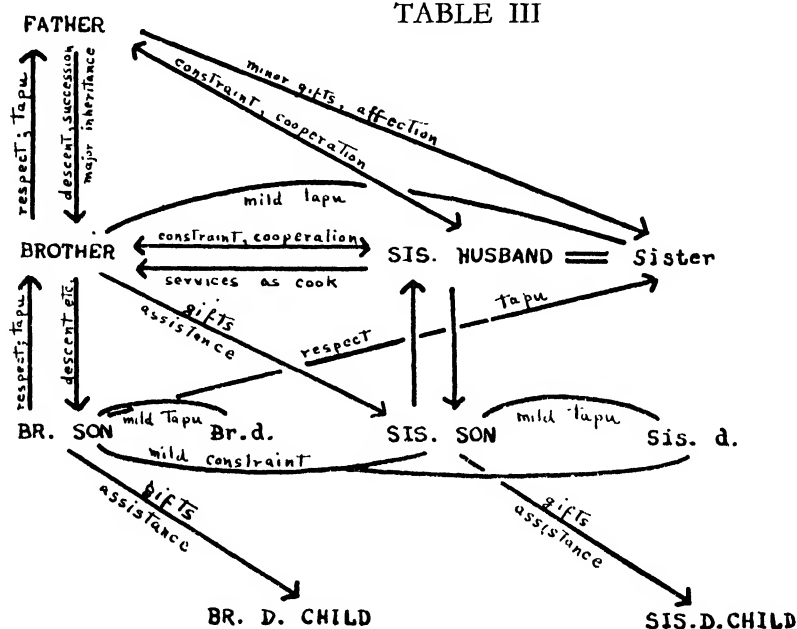 TABLE III
FATHER
respect; tapu
descent, succession
major inheritance
minor gifts, affection
constraint, cooperation
mild tapu
BROTHER
constraint, cooperation
SIS. HUSBAND
Sister
services as cook
tapu
gifts
assistance
respect
respect; tapu
descent etc.
mild Tapu
mild tapu
BR. SON
Br.d.
SIS. SON
Sis. d.
mild constraint
gifts
assistance
gifts
assistance
BR. D. CHILD
SIS.D.CHILD